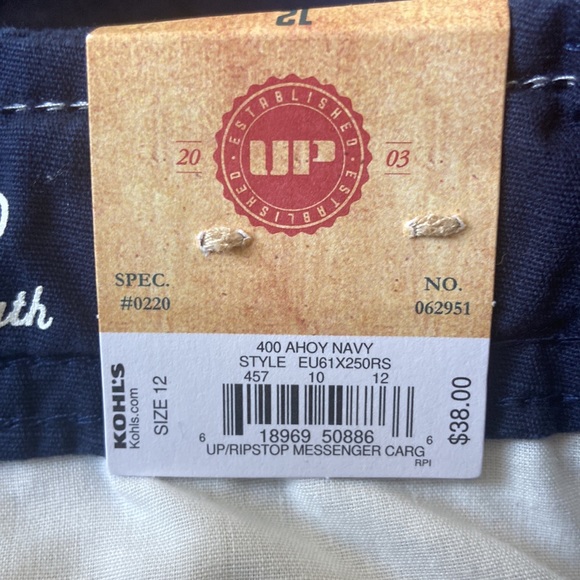 12
ESTABLISHED
20 UP 03
ESTABLISHED
SPEC.
#0220
NO.
062951
400 AHOY NAVY
STYLE EU61X250RS
457 10 12
6 18969 50886 6
UP/RIPSTOP MESSENGER CARG
RPI
KOHL'S
Kohls.com
SIZE 12
$38.00